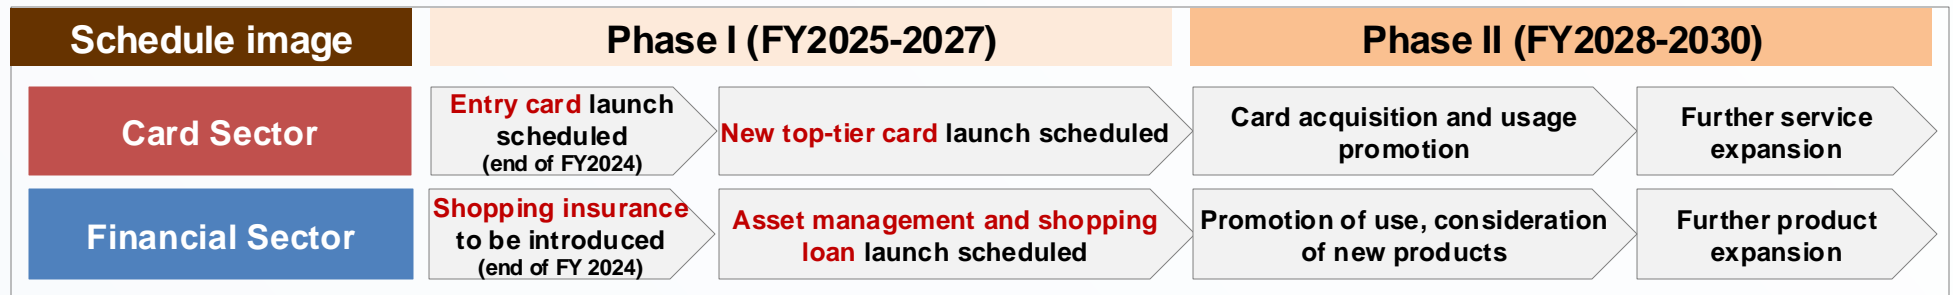 Schedule image
Phase I (FY2025-2027)
Phase II (FY2028-2030)
Card Sector
Entry card launch
scheduled
(end of FY2024)
New top-tier card launch scheduled
Card acquisition and usage
promotion
Further service
expansion
Financial Sector
Shopping insurance
to be introduced
(end of FY 2024)
Asset management and shopping
loan launch scheduled
Promotion of use, consideration
of new products
Further product
expansion